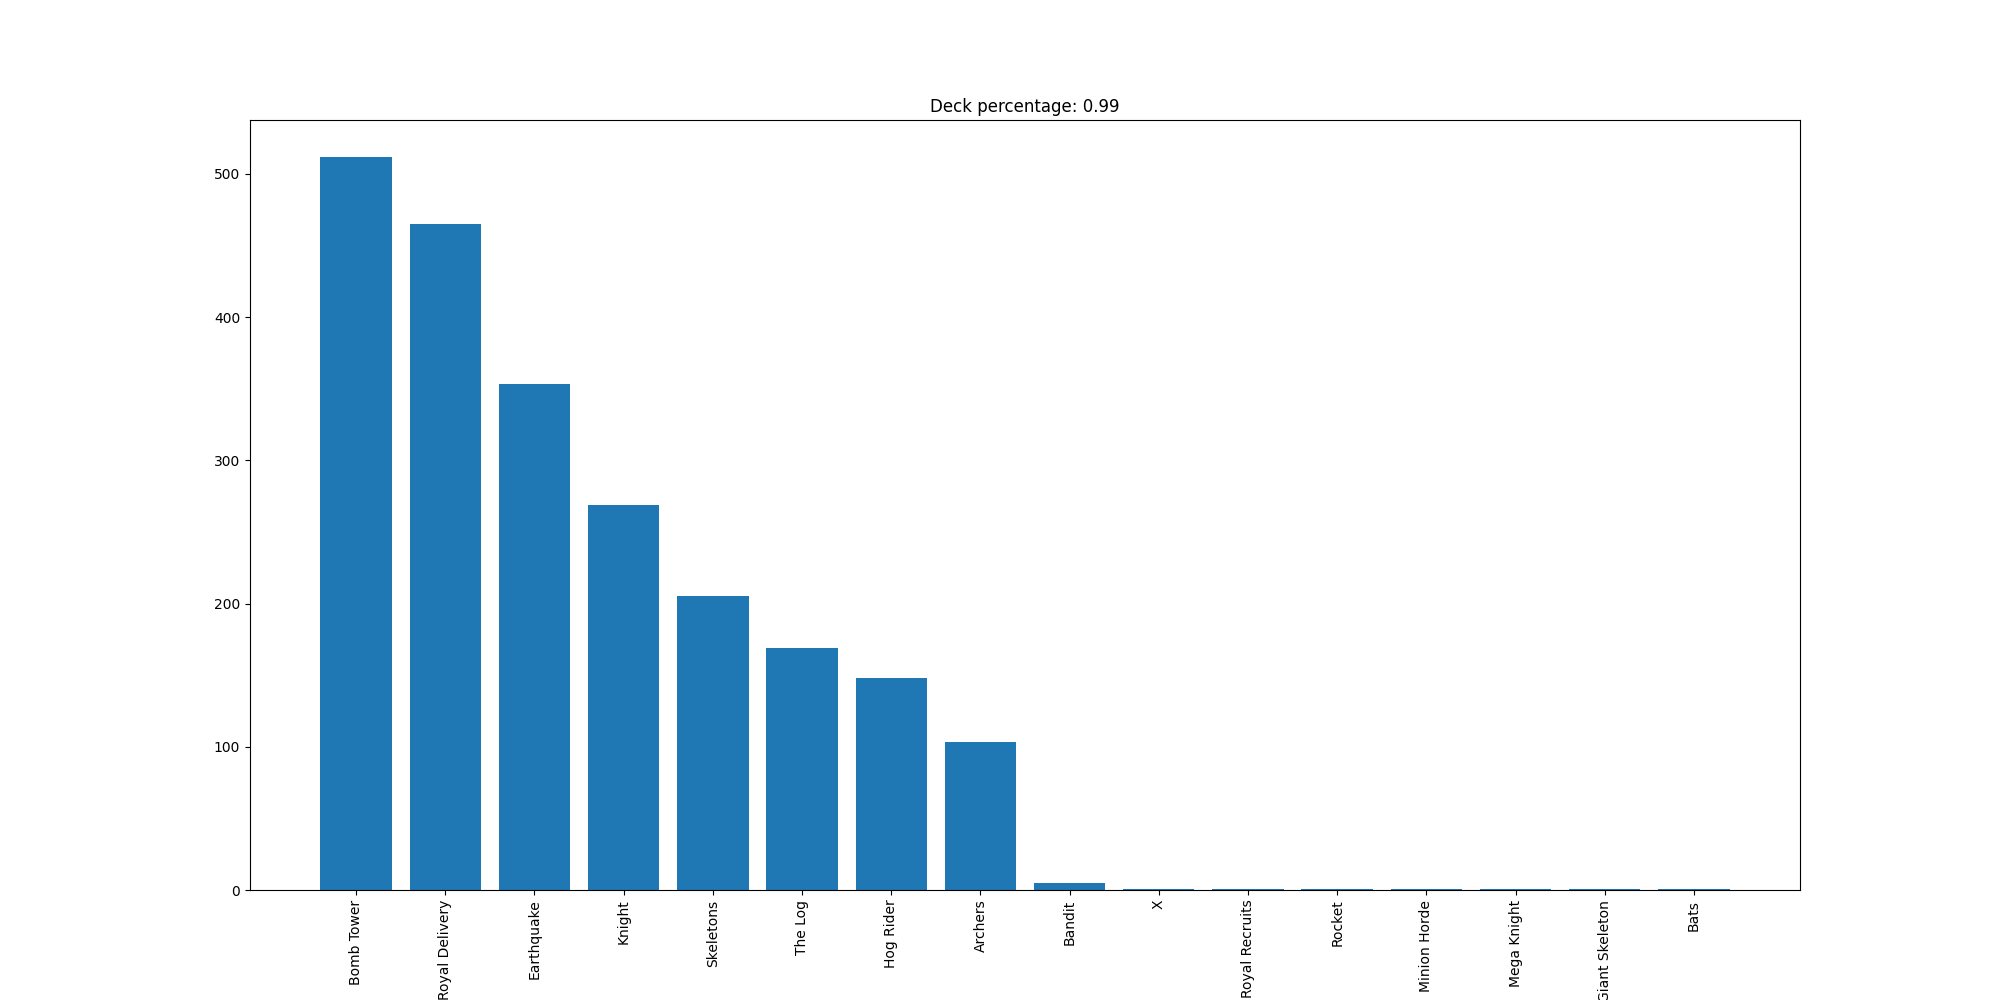 Deck percentage: 0.99
500
400
300
200
100
0
Bomb Tower
Royal Delivery
Earthquake
Knight
Skeletons
The Log
Hog Rider
Archers
Bandit
X
Royal Recruits
Rocket
Minion Horde
Mega Knight
Giant Skeleton
Bats